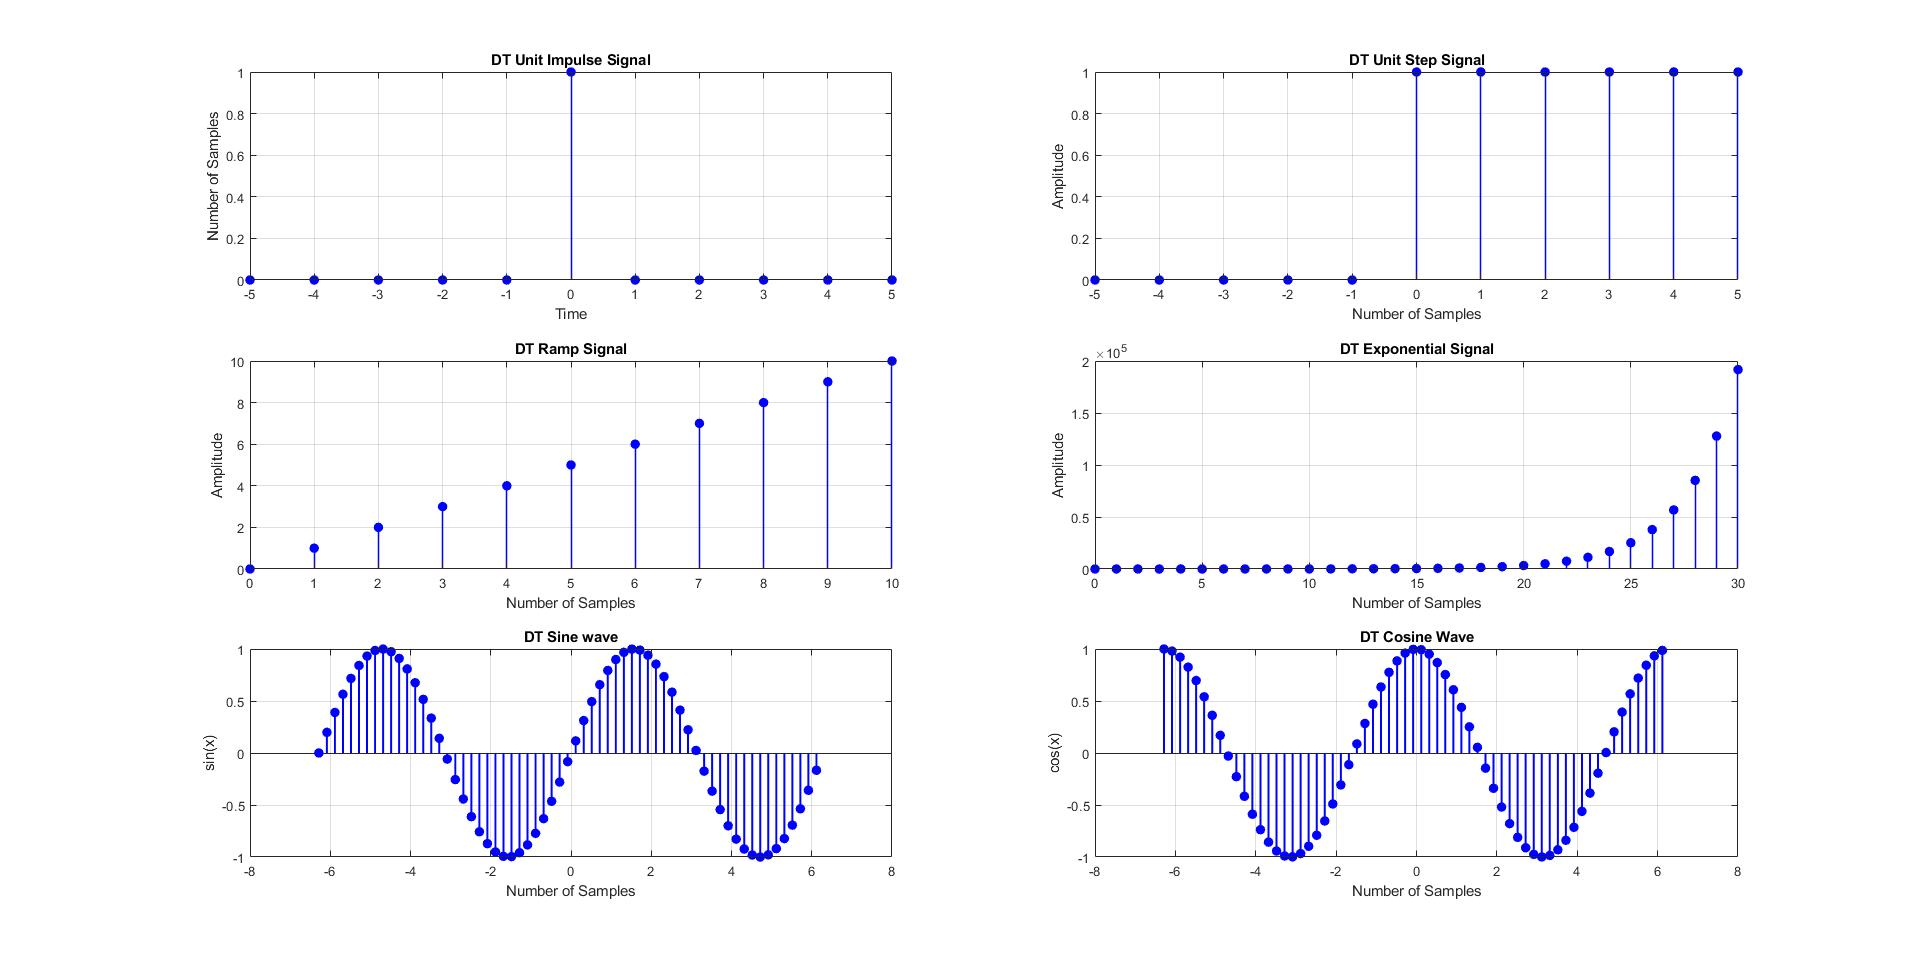 DT Unit Impulse Signal
1
0.8
0.6
0.4
0.2
0
Number of Samples
-5 -4 -3 -2 -1 0 1 2 3 4 5
Time
DT Unit Step Signal
1
0.8
0.6
0.4
0.2
0
Amplitude
-5 -4 -3 -2 -1 0 1 2 3 4 5
Number of Samples
DT Ramp Signal
10
8
6
4
2
0
Amplitude
0 1 2 3 4 5 6 7 8 9 10
Number of Samples
DT Exponential Signal
×10⁵
2
1.5
1
0.5
0
Amplitude
0 5 10 15 20 25 30
Number of Samples
DT Sine wave
1
0.5
0
-0.5
-1
sin(x)
-8 -6 -4 -2 0 2 4 6 8
Number of Samples
DT Cosine Wave
1
0.5
0
-0.5
-1
cos(x)
-8 -6 -4 -2 0 2 4 6 8
Number of Samples